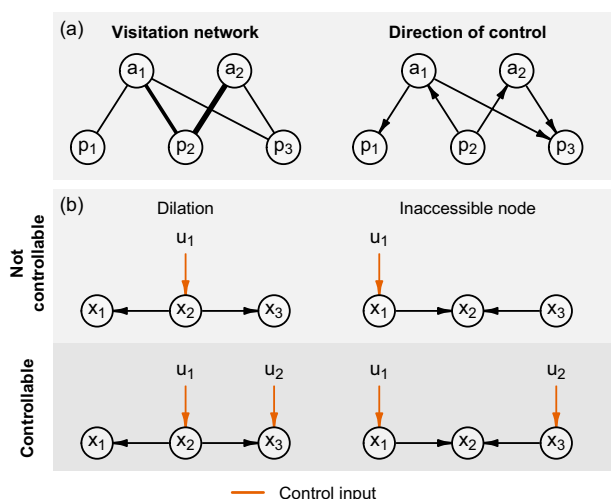 (a) Visitation network Direction of control
a1 a2 a1 a2
p1 p2 p3 p1 p2 p3
(b) Dilation Inaccessible node
Not controllable
u1 u1
x1 x2 x3 x1 x2 x3
Controllable
u1 u2 u1 u2
x1 x2 x3 x1 x2 x3
Control input